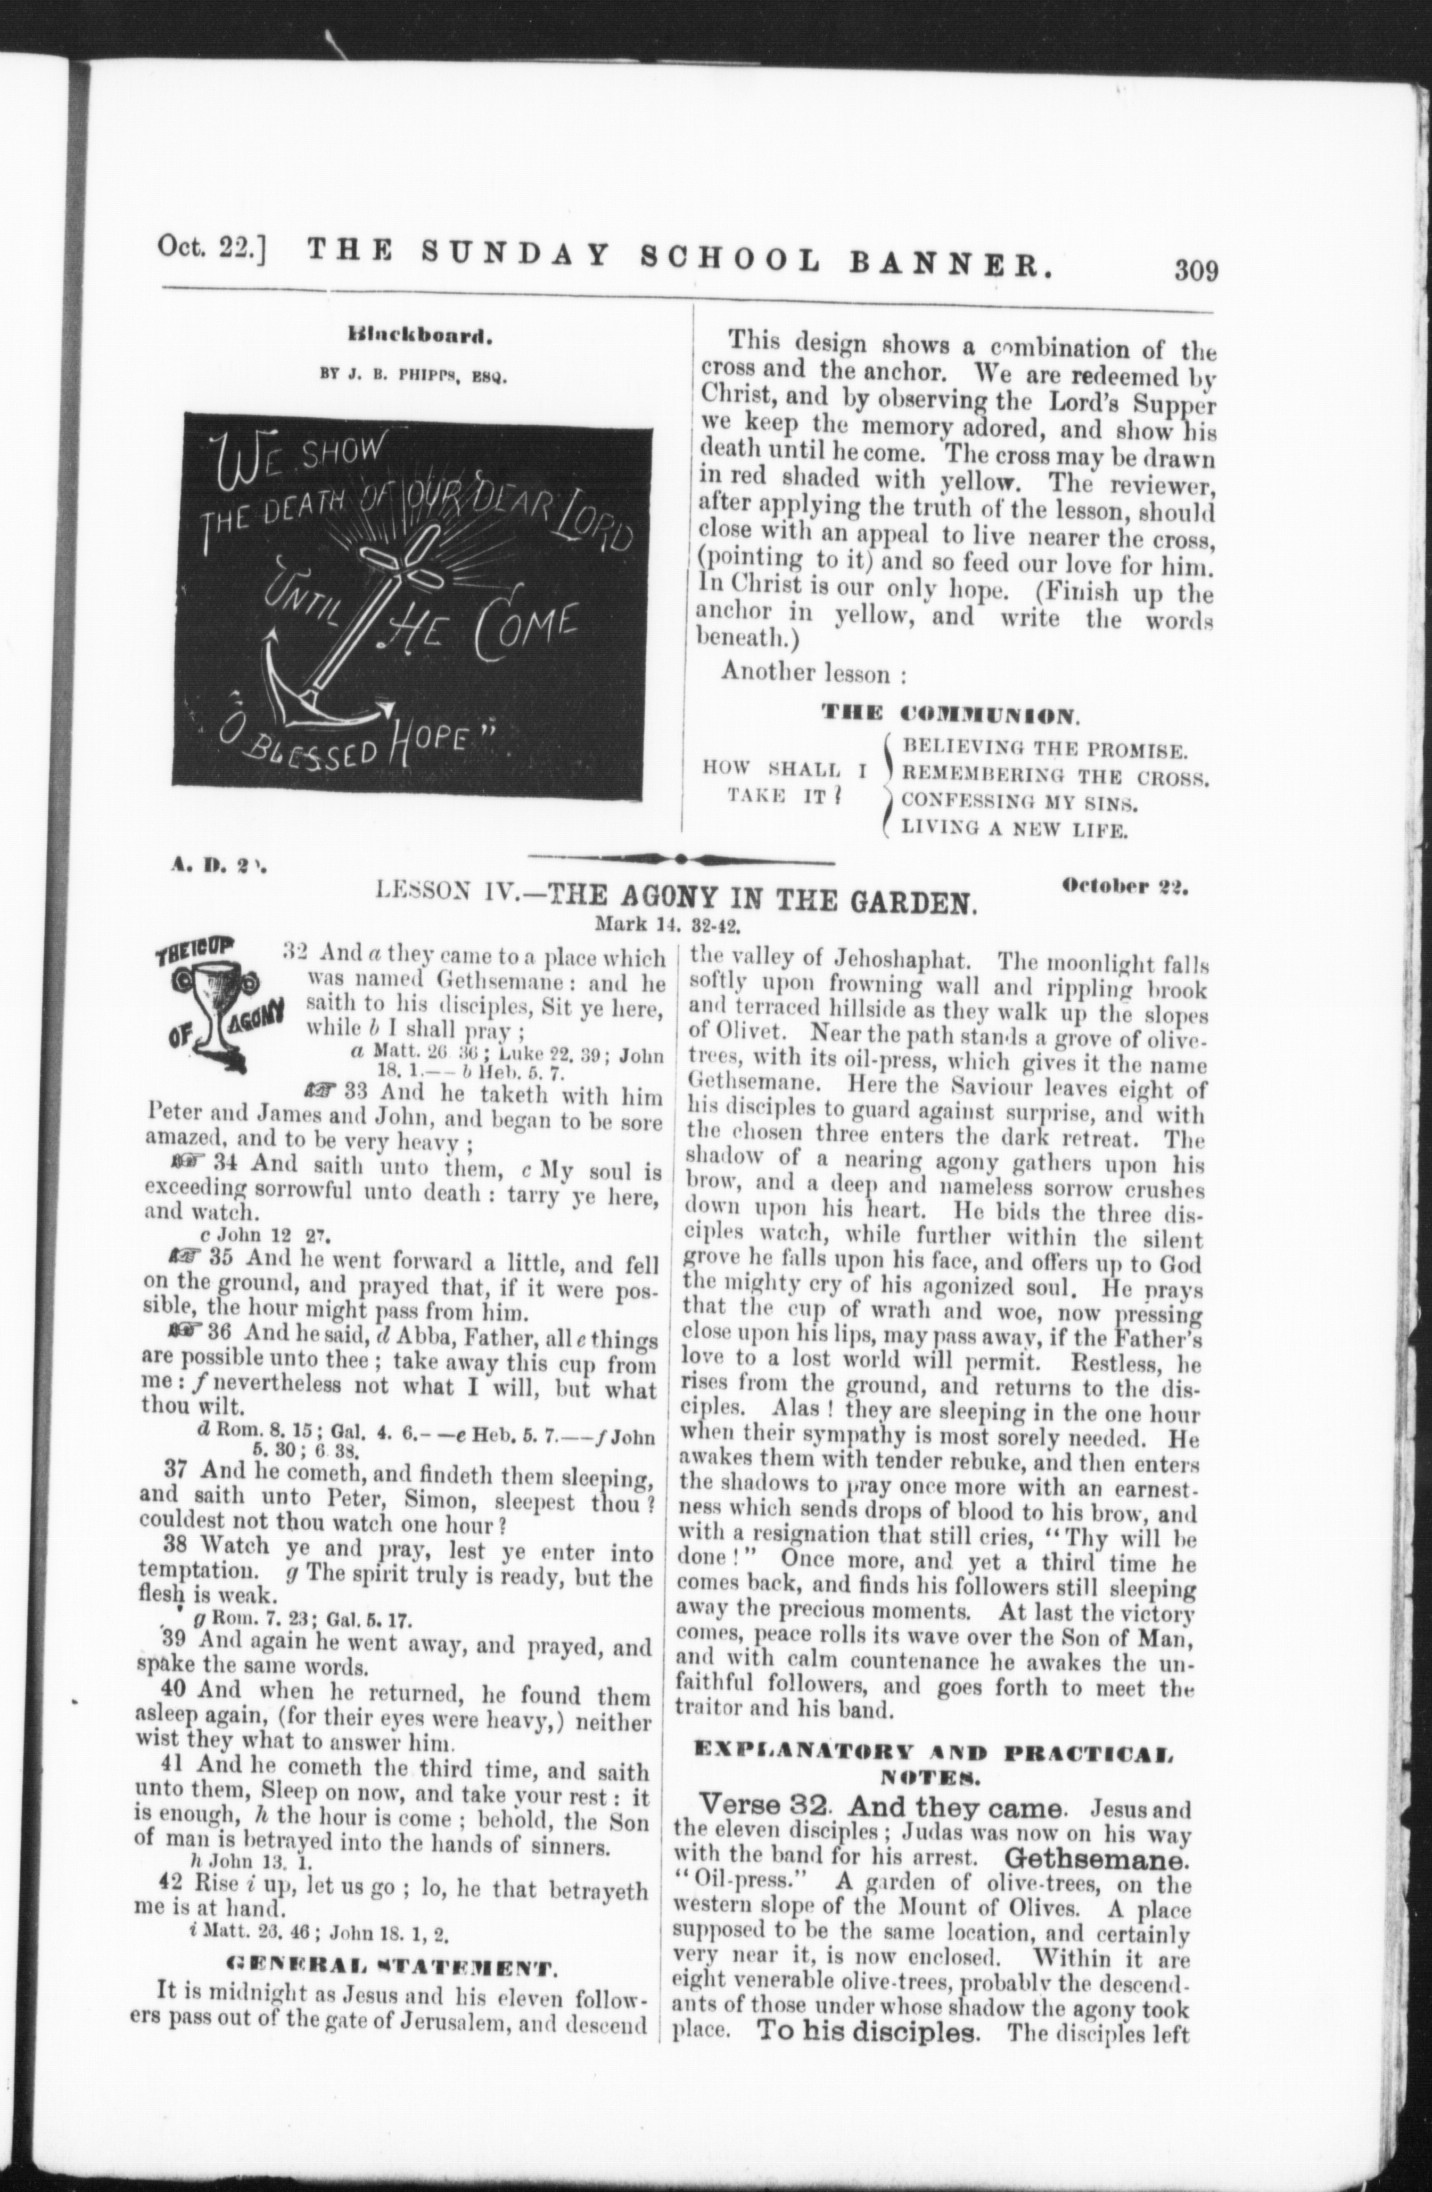 Oct. 22.] THE SUNDAY SCHOOL BANNER. 309
Blackboard.
BY J. B. PHIPPS, ESQ.
WE SHOW
THE DEATH OF OUR DEAR LORD
UNTIL HE COME
"O BLESSED HOPE"
This design shows a combination of the
cross and the anchor. We are redeemed by
Christ, and by observing the Lord's Supper
we keep the memory adored, and show his
death until he come. The cross may be drawn
in red shaded with yellow. The reviewer,
after applying the truth of the lesson, should
close with an appeal to live nearer the cross,
(pointing to it) and so feed our love for him.
In Christ is our only hope. (Finish up the
anchor in yellow, and write the words
beneath.)
Another lesson :
THE COMMUNION.
HOW SHALL I
TAKE IT?
BELIEVING THE PROMISE.
REMEMBERING THE CROSS.
CONFESSING MY SINS.
LIVING A NEW LIFE.
A. D.
LESSON IV.—THE AGONY IN THE GARDEN.
October 22.
Mark 14. 32-42.
THE CUP
OF AGONY
32 And a they came to a place which
was named Gethsemane : and he
saith to his disciples, Sit ye here,
while b I shall pray ;
a Matt. 26. 36 ; Luke 22. 39 ; John
18. 1.—— b Heb. 5. 7.
☞ 33 And he taketh with him
Peter and James and John, and began to be sore
amazed, and to be very heavy ;
☞ 34 And saith unto them, c My soul is
exceeding sorrowful unto death : tarry ye here,
and watch.
c John 12 27.
☞ 35 And he went forward a little, and fell
on the ground, and prayed that, if it were pos-
sible, the hour might pass from him.
☞ 36 And he said, d Abba, Father, all e things
are possible unto thee ; take away this cup from
me : f nevertheless not what I will, but what
thou wilt.
d Rom. 8. 15 ; Gal. 4. 6.——e Heb. 5. 7.——f John
5. 30 ; 6 38.
37 And he cometh, and findeth them sleeping,
and saith unto Peter, Simon, sleepest thou ?
couldest not thou watch one hour ?
38 Watch ye and pray, lest ye enter into
temptation. g The spirit truly is ready, but the
flesh is weak.
g Rom. 7. 23 ; Gal. 5. 17.
39 And again he went away, and prayed, and
spake the same words.
40 And when he returned, he found them
asleep again, (for their eyes were heavy,) neither
wist they what to answer him.
41 And he cometh the third time, and saith
unto them, Sleep on now, and take your rest : it
is enough, h the hour is come ; behold, the Son
of man is betrayed into the hands of sinners.
h John 13. 1.
42 Rise i up, let us go ; lo, he that betrayeth
me is at hand.
i Matt. 26. 46 ; John 18. 1, 2.
GENERAL STATEMENT.
It is midnight as Jesus and his eleven follow-
ers pass out of the gate of Jerusalem, and descend
the valley of Jehoshaphat. The moonlight falls
softly upon frowning wall and rippling brook
and terraced hillside as they walk up the slopes
of Olivet. Near the path stands a grove of olive-
trees, with its oil-press, which gives it the name
Gethsemane. Here the Saviour leaves eight of
his disciples to guard against surprise, and with
the chosen three enters the dark retreat. The
shadow of a nearing agony gathers upon his
brow, and a deep and nameless sorrow crushes
down upon his heart. He bids the three dis-
ciples watch, while further within the silent
grove he falls upon his face, and offers up to God
the mighty cry of his agonized soul. He prays
that the cup of wrath and woe, now pressing
close upon his lips, may pass away, if the Father's
love to a lost world will permit. Restless, he
rises from the ground, and returns to the dis-
ciples. Alas ! they are sleeping in the one hour
when their sympathy is most sorely needed. He
awakes them with tender rebuke, and then enters
the shadows to pray once more with an earnest-
ness which sends drops of blood to his brow, and
with a resignation that still cries, "Thy will be
done !" Once more, and yet a third time he
comes back, and finds his followers still sleeping
away the precious moments. At last the victory
comes, peace rolls its wave over the Son of Man,
and with calm countenance he awakes the un-
faithful followers, and goes forth to meet the
traitor and his band.
EXPLANATORY AND PRACTICAL
NOTES.
Verse 32. And they came. Jesus and
the eleven disciples ; Judas was now on his way
with the band for his arrest. Gethsemane.
"Oil-press." A garden of olive-trees, on the
western slope of the Mount of Olives. A place
supposed to be the same location, and certainly
very near it, is now enclosed. Within it are
eight venerable olive-trees, probably the descend-
ants of those under whose shadow the agony took
place. To his disciples. The disciples left